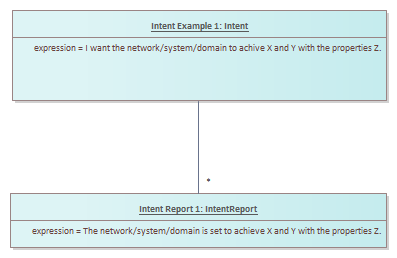 Intent Example 1: Intent
expression = I want the network/system/domain to achive X and Y with the properties Z.
*
Intent Report 1: IntentReport
expression = The network/system/domain is set to achieve X and Y with the properties Z.